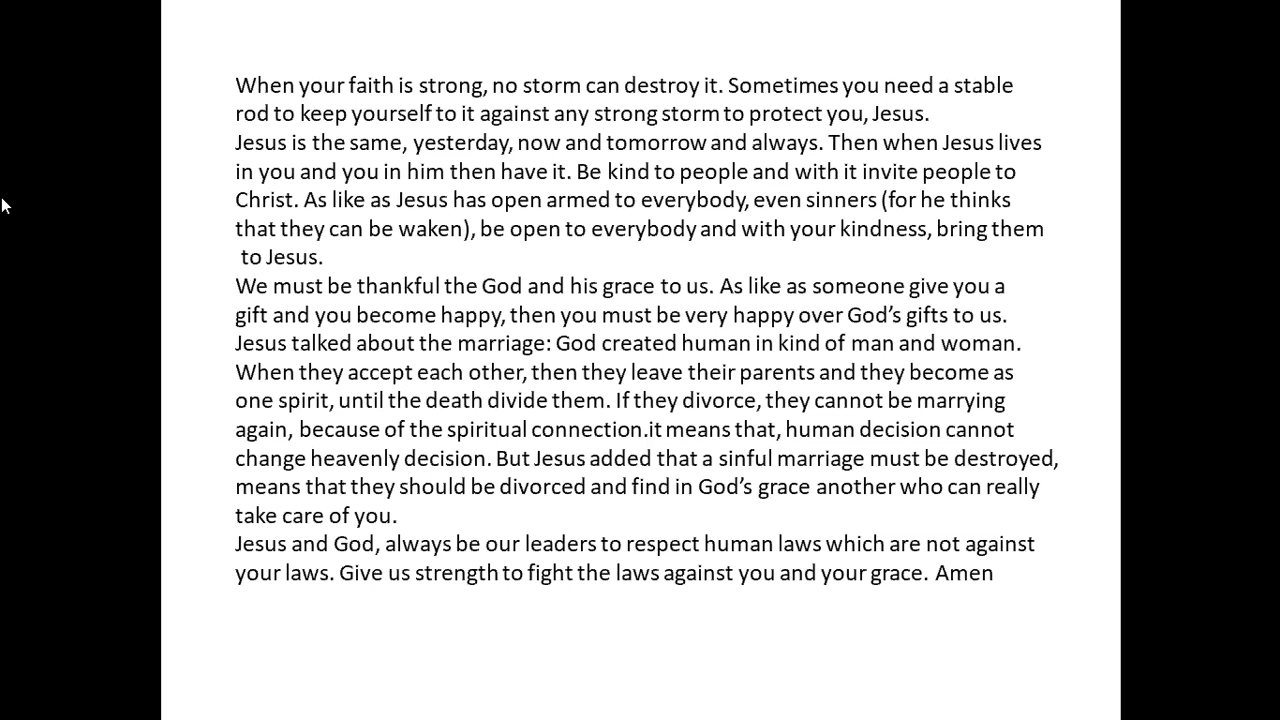 When your faith is strong, no storm can destroy it. Sometimes you need a stable
rod to keep yourself to it against any strong storm to protect you, Jesus.
Jesus is the same, yesterday, now and tomorrow and always. Then when Jesus lives
in you and you in him then have it. Be kind to people and with it invite people to
Christ. As like as Jesus has open armed to everybody, even sinners (for he thinks
that they can be waken), be open to everybody and with your kindness, bring them
to Jesus.
We must be thankful the God and his grace to us. As like as someone give you a
gift and you become happy, then you must be very happy over God’s gifts to us.
Jesus talked about the marriage: God created human in kind of man and woman.
When they accept each other, then they leave their parents and they become as
one spirit, until the death divide them. If they divorce, they cannot be marrying
again, because of the spiritual connection.it means that, human decision cannot
change heavenly decision. But Jesus added that a sinful marriage must be destroyed,
means that they should be divorced and find in God’s grace another who can really
take care of you.
Jesus and God, always be our leaders to respect human laws which are not against
your laws. Give us strength to fight the laws against you and your grace. Amen